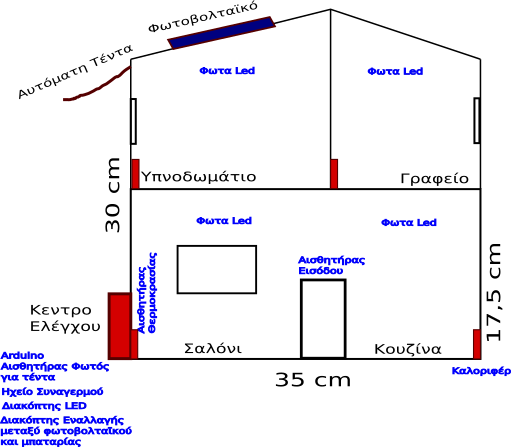 Φωτοβολταϊκό
Αυτόματη Τέντα
Φωτα Led
Φωτα Led
Υπνοδωμάτιο
Γραφείο
30 cm
Φωτα Led
Φωτα Led
Αισθητήρας
Θερμοκρασίας
Αισθητήρας
Εισόδου
17,5 cm
Κεντρο
Ελέγχου
Σαλόνι
Κουζίνα
35 cm
Καλοριφέρ
Arduino
Αισθητήρας Φωτός
για τέντα
Ηχείο Συναγερμού
Διακόπτης LED
Διακόπτης Εναλλαγής
μεταξύ φωτοβολταϊκού
και μπαταρίας